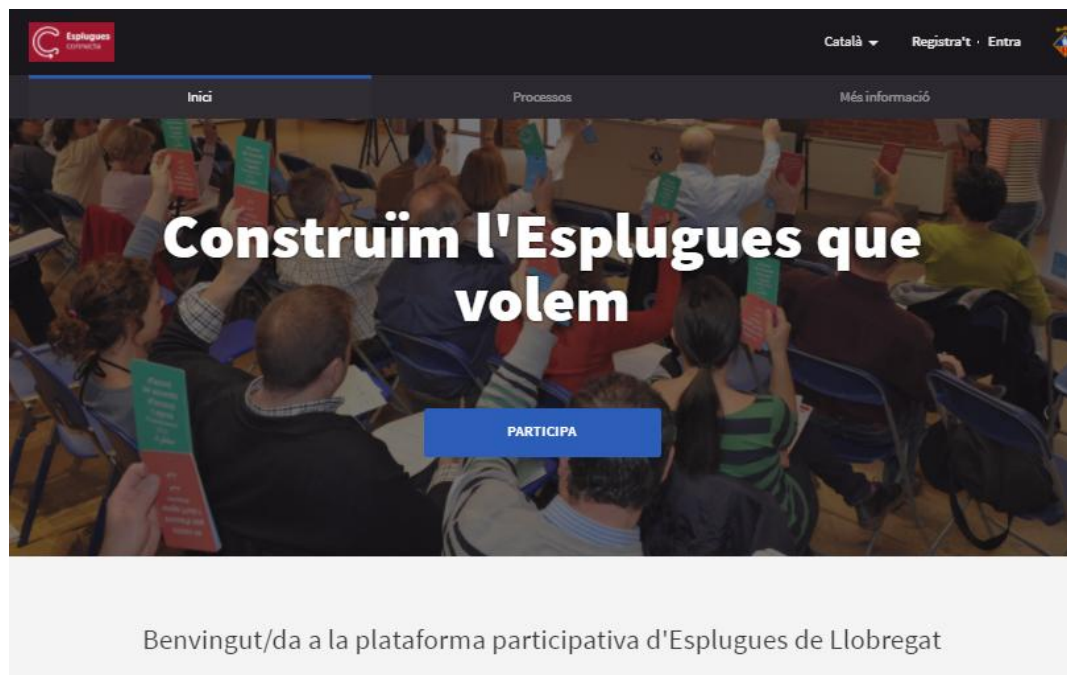 Esplugues
connecta
Català
Registra't · Entra
Inici
Processos
Més informació
Construïm l'Esplugues que
volem
PARTICIPA
Benvingut/da a la plataforma participativa d'Esplugues de Llobregat